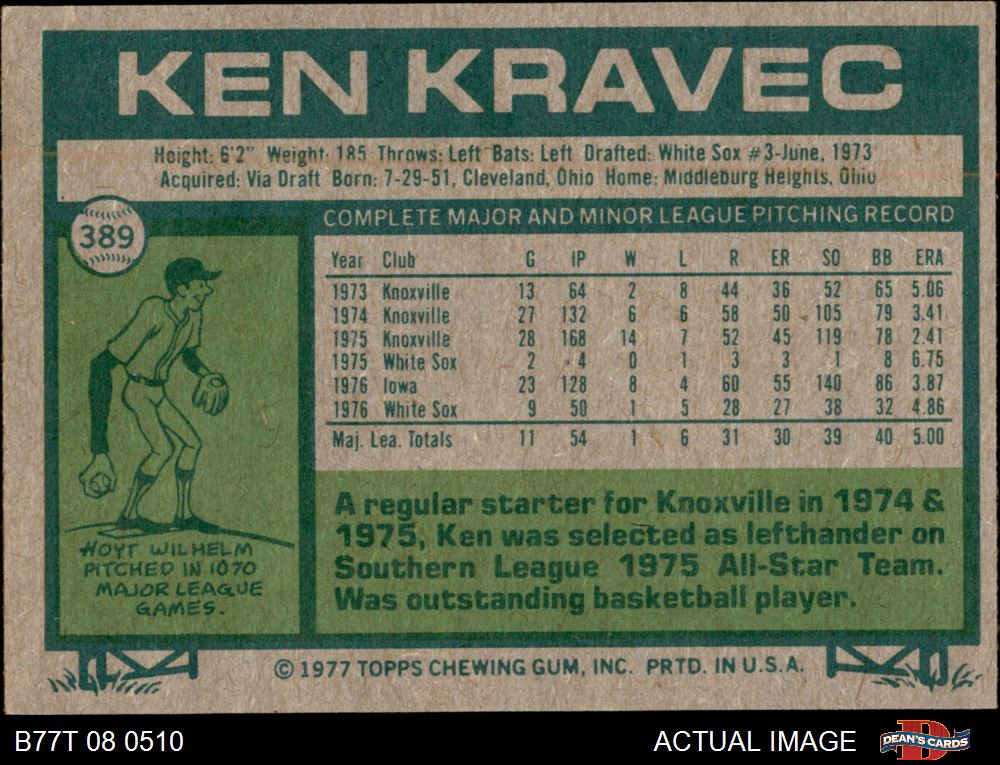 KEN KRAVEC
Height: 6'2" Weight: 185 Throws: Left Bats: Left Drafted: White Sox #3-June, 1973
Acquired: Via Draft Born: 7-29-51, Cleveland, Ohio Home: Middleburg Heights, Ohio
389
COMPLETE MAJOR AND MINOR LEAGUE PITCHING RECORD
Year Club G IP W L R ER SO BB ERA
1973 Knoxville 13 64 2 8 44 36 52 65 5.06
1974 Knoxville 27 132 6 6 58 50 105 79 3.41
1975 Knoxville 28 168 14 7 52 45 119 78 2.41
1975 White Sox 2 4 0 1 3 3 1 8 6.75
1976 Iowa 23 128 8 4 60 55 140 86 3.87
1976 White Sox 9 50 1 5 28 27 38 32 4.86
Maj. Lea. Totals 11 54 1 6 31 30 39 40 5.00
HOYT WILHELM
PITCHED IN 1070
MAJOR LEAGUE
GAMES.
A regular starter for Knoxville in 1974 &
1975, Ken was selected as lefthander on
Southern League 1975 All-Star Team.
Was outstanding basketball player.
© 1977 TOPPS CHEWING GUM, INC. PRTD. IN U.S.A.
B77T 08 0510
ACTUAL IMAGE
DEAN'S CARDS